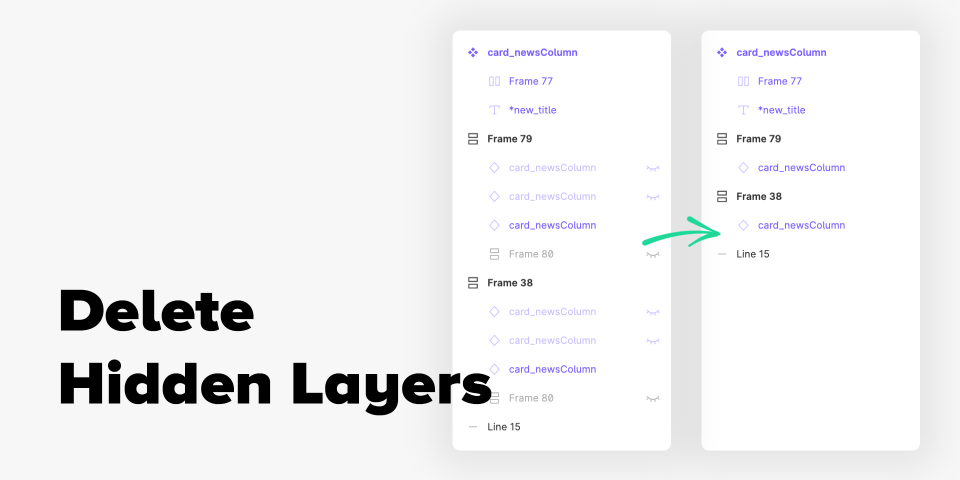 Delete
Hidden Layers
card_newsColumn
Frame 77
*new_title
Frame 79
card_newsColumn
card_newsColumn
card_newsColumn
Frame 80
Frame 38
card_newsColumn
card_newsColumn
card_newsColumn
Frame 80
Line 15
card_newsColumn
Frame 77
*new_title
Frame 79
card_newsColumn
Frame 38
card_newsColumn
Line 15